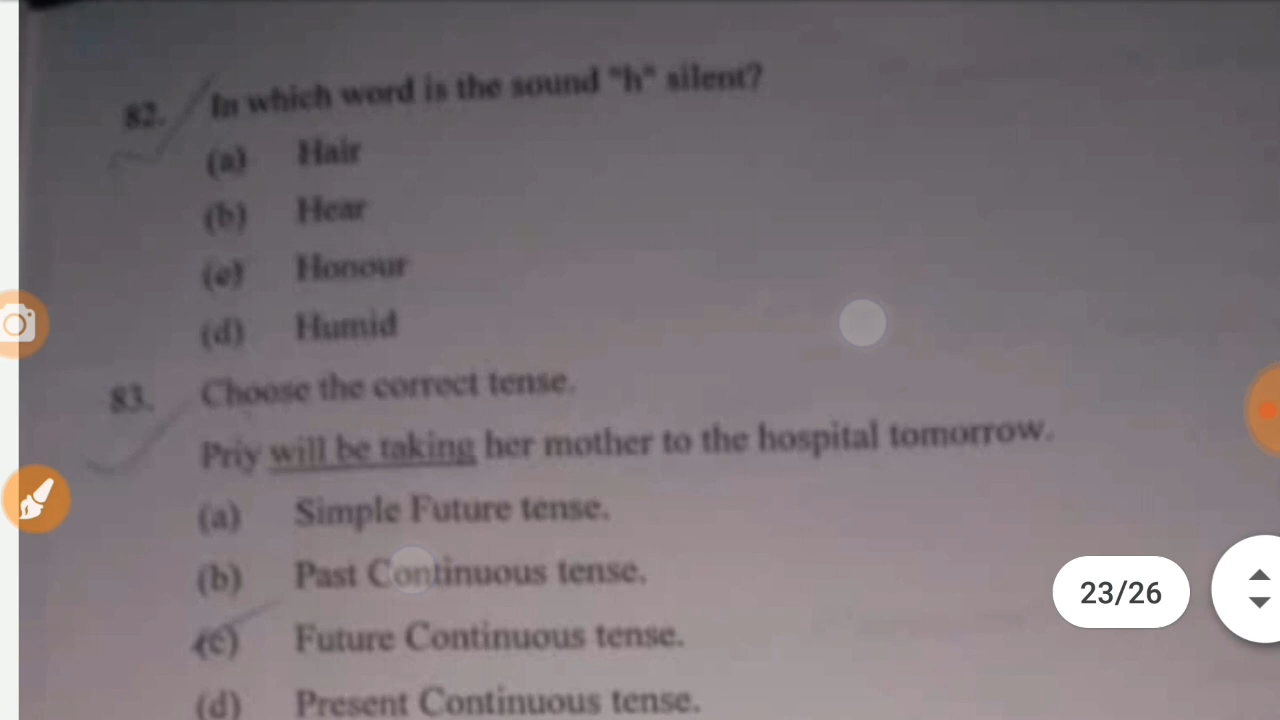 82. In which word is the sound "h" silent?
(a) Hair
(b) Hear
(c) Honour
(d) Humid
83. Choose the correct tense.
Priy will be taking her mother to the hospital tomorrow.
(a) Simple Future tense.
(b) Past Continuous tense.
(c) Future Continuous tense.
(d) Present Continuous tense.
23/26